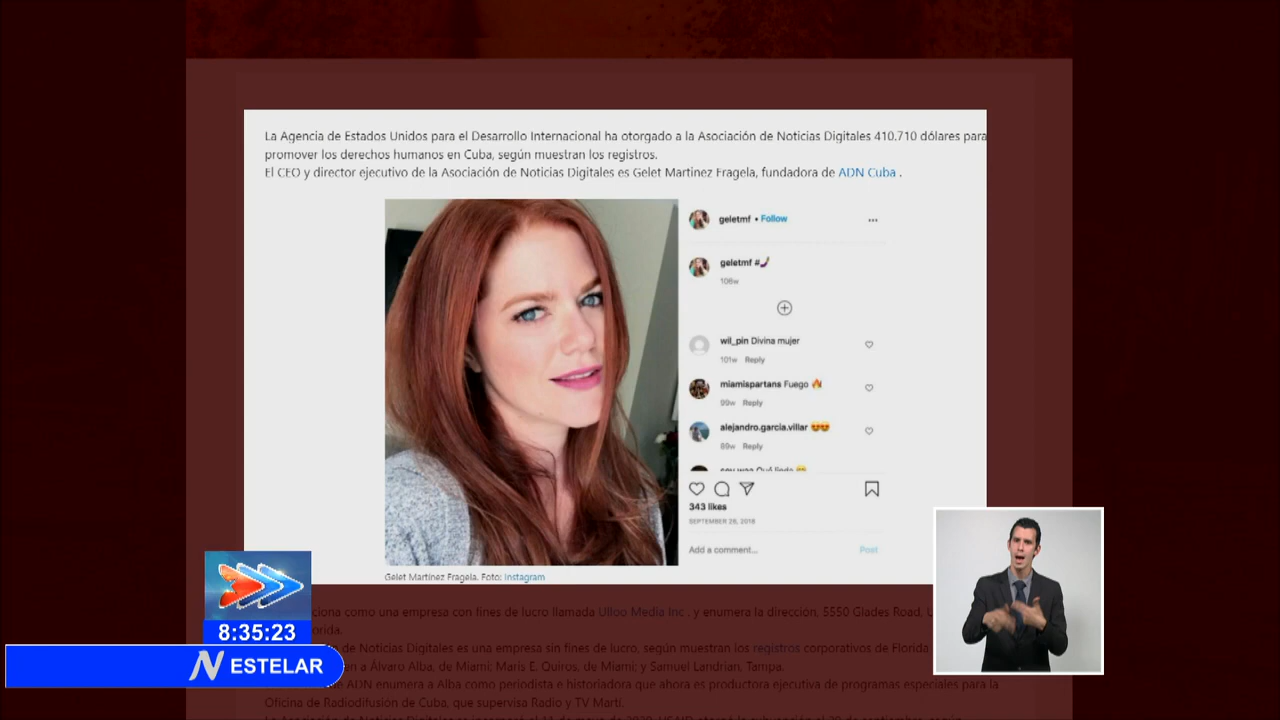 La Agencia de Estados Unidos para el Desarrollo Internacional ha otorgado a la Asociación de Noticias Digitales 410.710 dólares para
promover los derechos humanos en Cuba, según muestran los registros.
El CEO y director ejecutivo de la Asociación de Noticias Digitales es Gelet Martínez Fragela, fundadora de ADN Cuba .
geletmf • Follow
...
geletmf #🍆
106w
wil_pin Divina mujer
101w Reply
miamispartans Fuego 🔥
99w Reply
alejandro.garcia.villar 😍😍
89w Reply
343 likes
SEPTEMBER 26, 2018
Add a comment... Post
Gelet Martínez Fragela. Foto: Instagram
ciona como una empresa con fines de lucro llamada Ulloo Media Inc . y enumera la dirección, 5550 Glades Road,
orida.
de Noticias Digitales es una empresa sin fines de lucro, según muestran los registros corporativos de Florida
en a Álvaro Alba, de Miami; Maris E. Quiros, de Miami; y Samuel Landrian, Tampa.
e ADN enumera a Alba como periodista e historiadora que ahora es productora ejecutiva de programas especiales para la
Oficina de Radiodifusión de Cuba, que supervisa Radio y TV Martí.
8:35:23
N ESTELAR